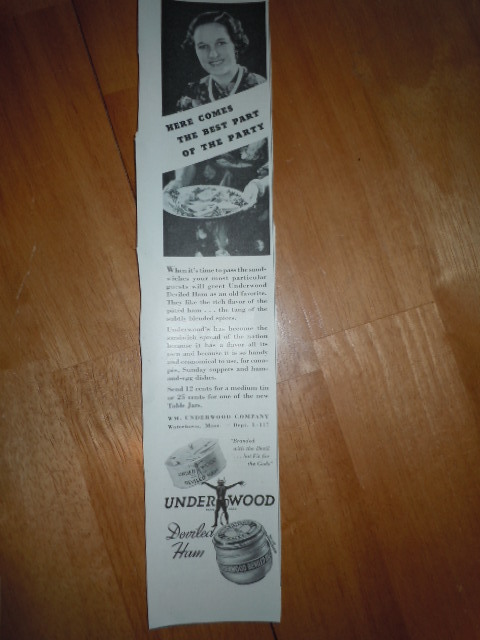 HERE COMES
THE BEST PART
OF THE PARTY
When it's time to pass the sand-
wiches your most particular
guests will greet Underwood
Deviled Ham as an old favorite.
They like the rich flavor of the
ham . . . the tang of the
subtly blended spices.
Underwood's has become the
sandwich spread of the nation
because it has a flavor all its
own and because it is so handy
and economical to use, for cana-
pes, Sunday suppers and ham-
and-egg dishes.
Send 12 cents for a medium tin
or 25 cents for one of the new
Table Jars.
WM. UNDERWOOD COMPANY
Watertown, Mass. Dept.
"Branded
with the Devil
. . . but Fit for
the Gods"
UNDERWOOD
DEVILED HAM
UNDERWOOD
Deviled
Ham